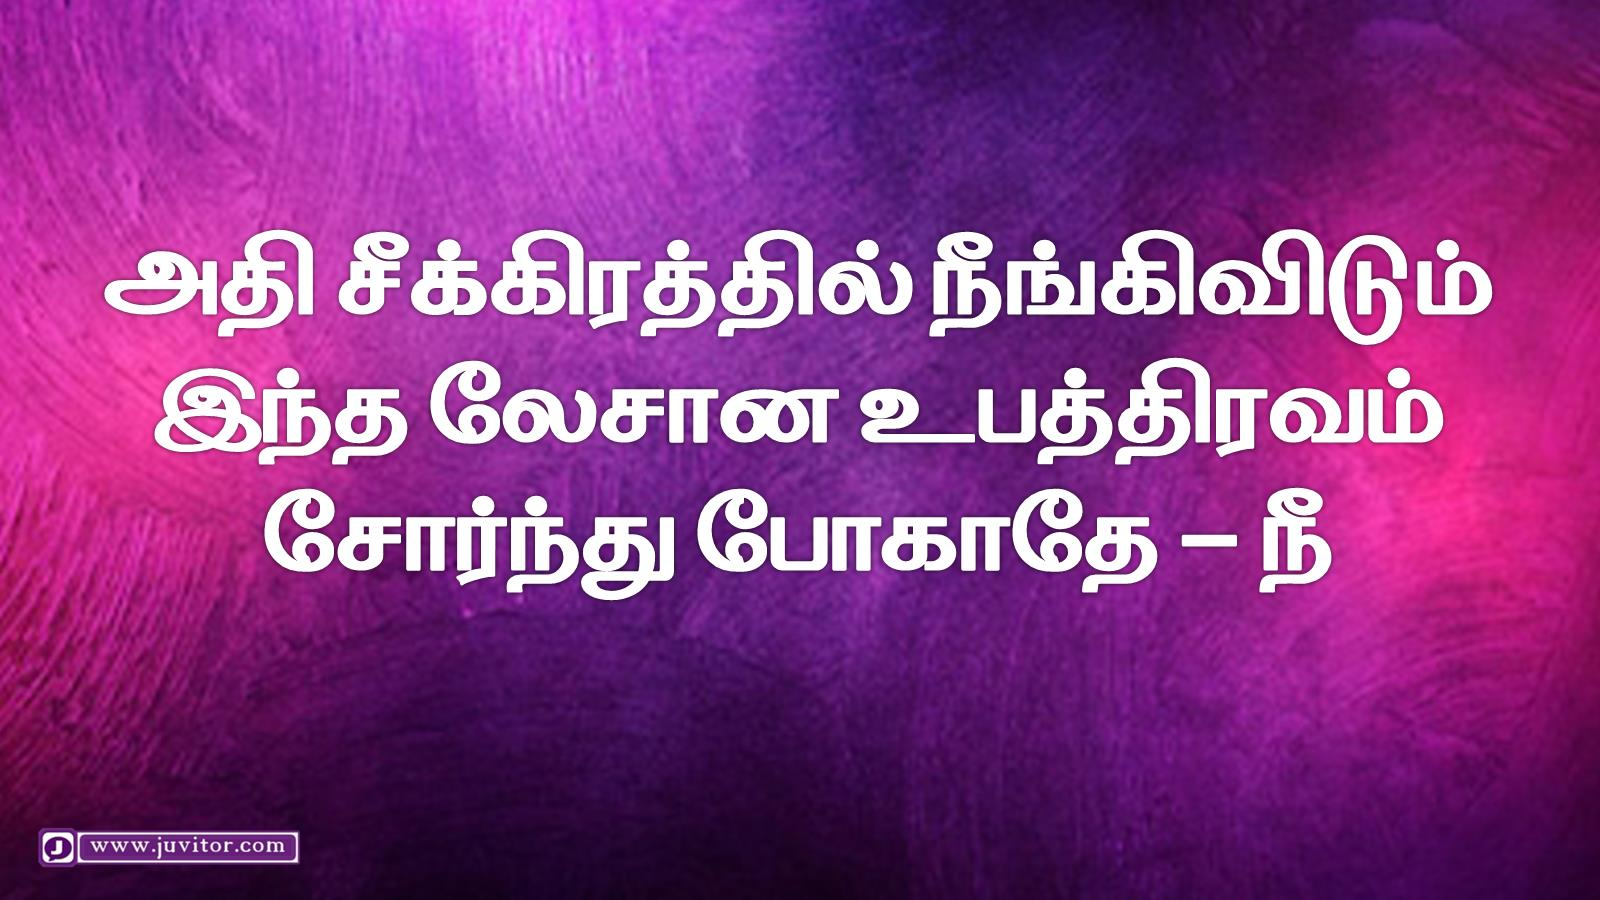 அதி சீக்கிரத்தில் நீங்கிவிடும்
இந்த லேசான உபத்திரவம்
சோர்ந்து போகாதே – நீ
J www.juvitor.com